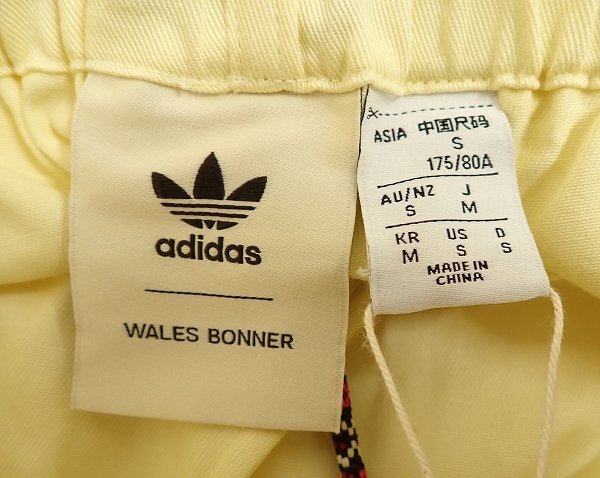 adidas
WALES BONNER
ASIA 中国尺码
S
175/80A
AU/NZ J
S M
KR US D
M S S
MADE IN
CHINA